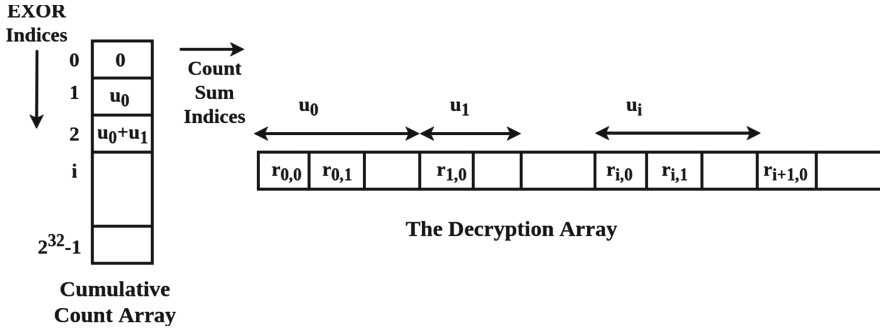 EXOR
Indices
0
0
1
u0
2
u0+u1
i
2^32-1
Cumulative
Count Array
Count
Sum
Indices
u0
u1
ui
r0,0 r0,1 r1,0 ri,0 ri,1 ri+1,0
The Decryption Array